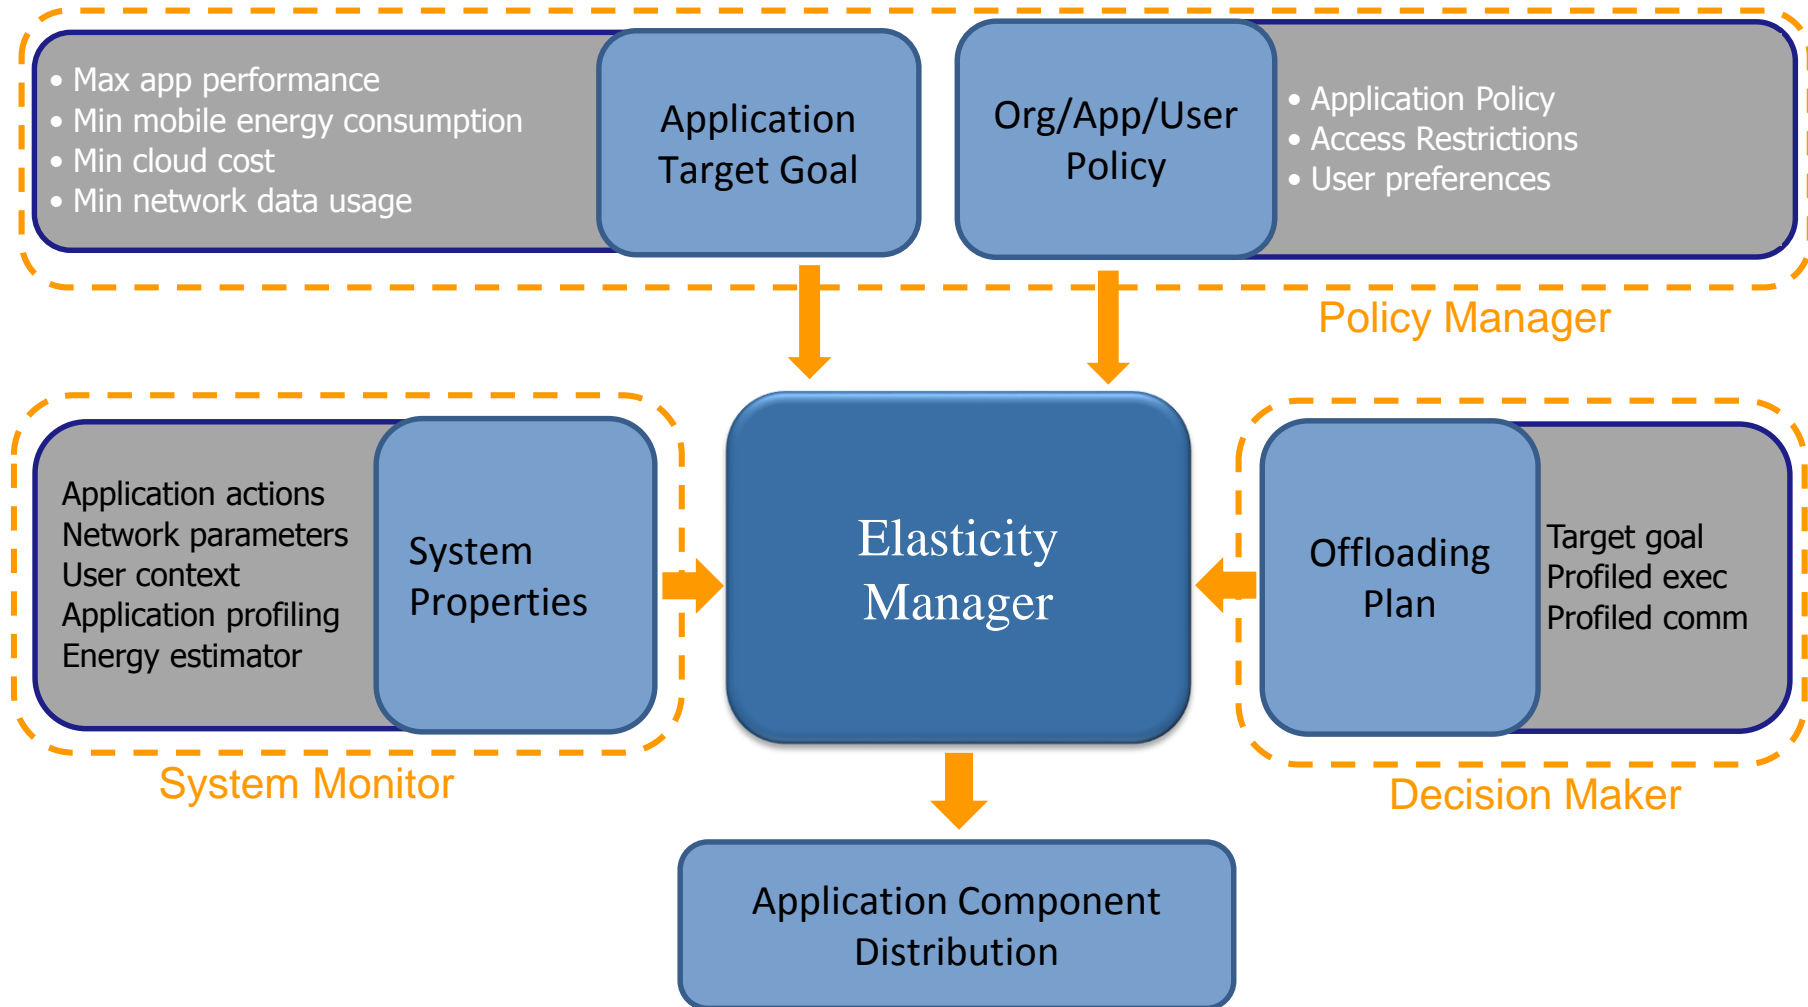 • Max app performance
• Min mobile energy consumption
• Min cloud cost
• Min network data usage
Application
Target Goal
Org/App/User
Policy
• Application Policy
• Access Restrictions
• User preferences
Policy Manager
Application actions
Network parameters
User context
Application profiling
Energy estimator
System
Properties
System Monitor
Elasticity
Manager
Offloading
Plan
Target goal
Profiled exec
Profiled comm
Decision Maker
Application Component
Distribution